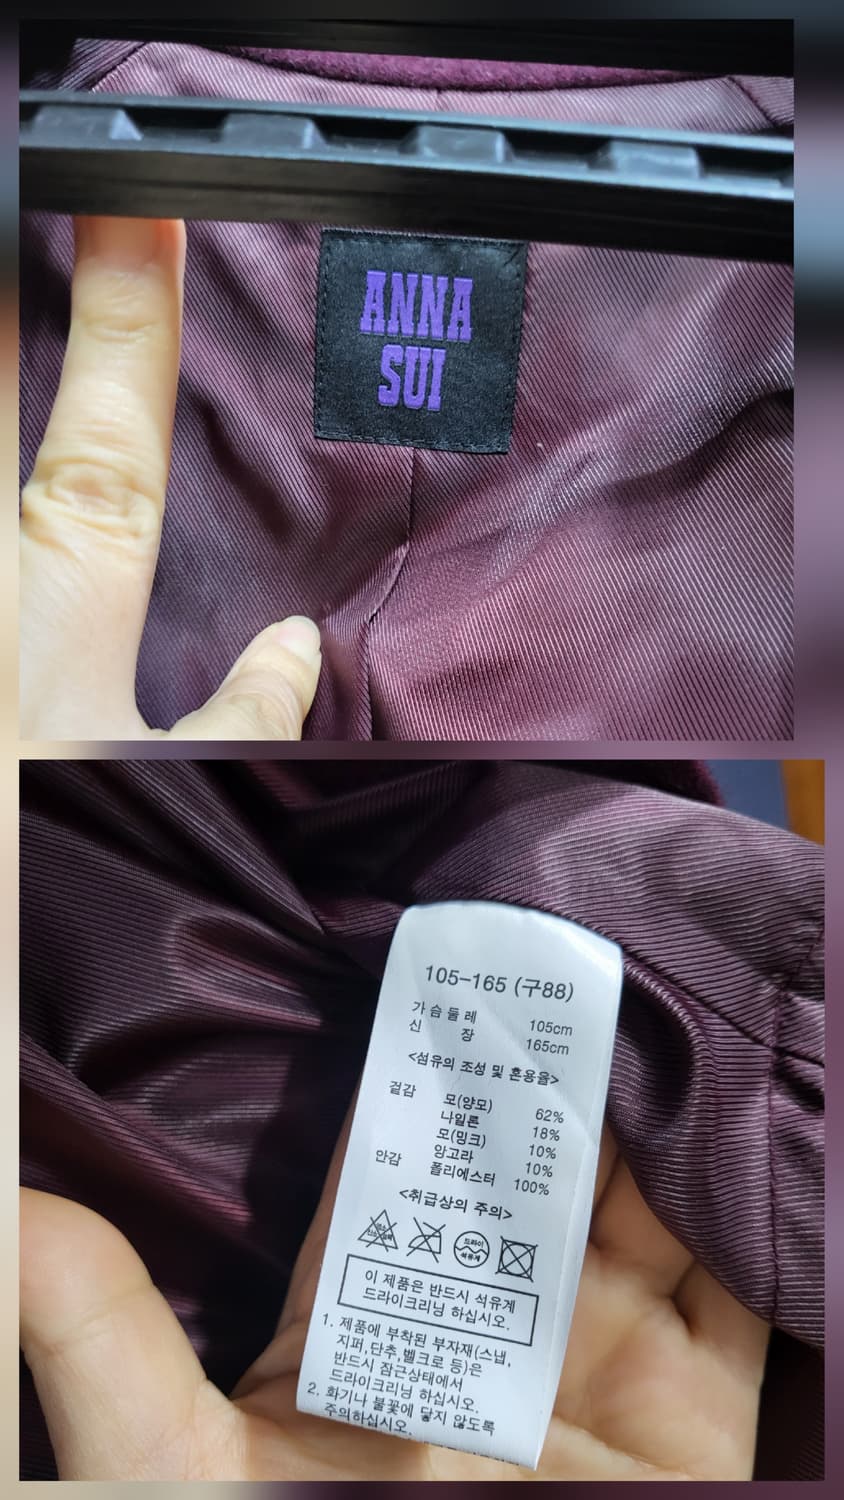 ANNA
SUI
105-165 (구88)
가슴둘레 105cm
신장 165cm
<섬유의 조성 및 혼용율>
겉감 모(양모) 62%
나일론 18%
모(밍크) 10%
앙고라 10%
안감 폴리에스터 100%
<취급상의 주의>
드라이
석유계
이 제품은 반드시 석유계
드라이크리닝 하십시오.
1. 제품에 부착된 부자재(스냅,
지퍼,단추,벨크로 등)은
반드시 잠근상태에서
드라이크리닝 하십시오.
2. 화기나 불꽃에 닿지 않도록
주의하십시오.